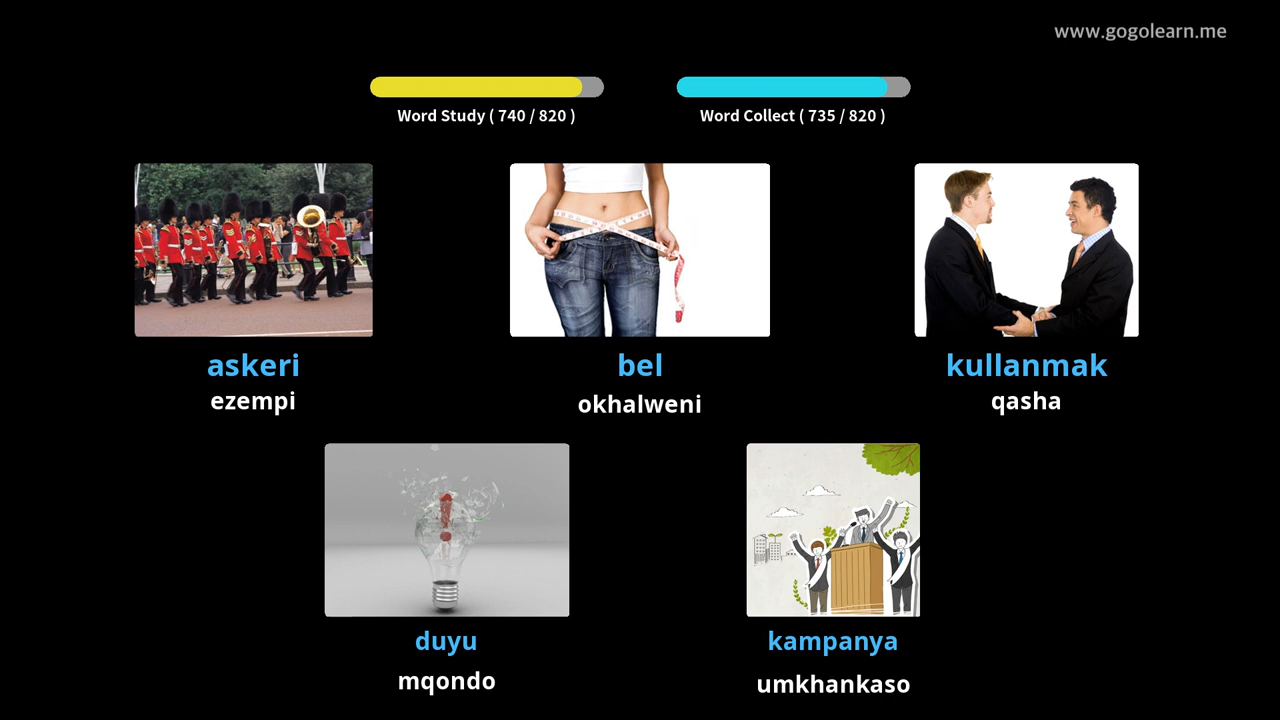 www.gogolearn.me
Word Study ( 740 / 820 )
Word Collect ( 735 / 820 )
askeri
ezempi
bel
okhalweni
kullanmak
qasha
duyu
mqondo
kampanya
umkhankaso